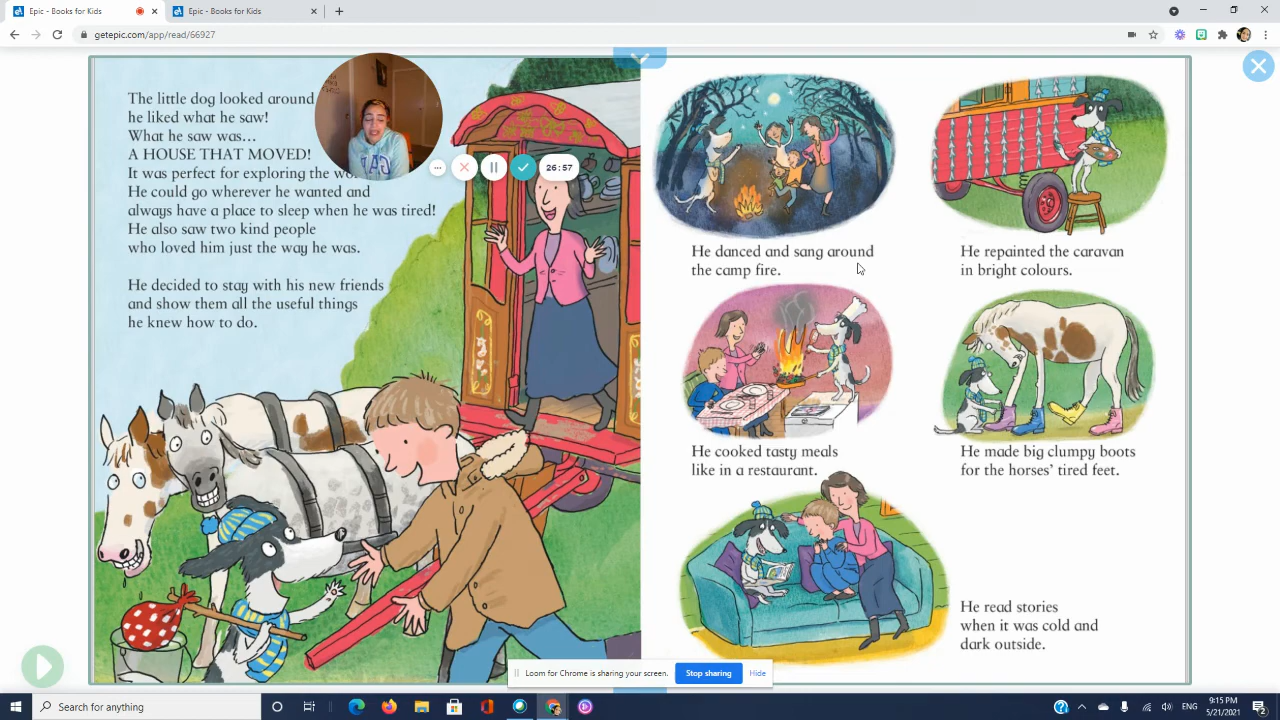 Epic - Books for Kids
Epic - Books for Kids
getepic.com/app/read/66927
The little dog looked around
he liked what he saw!
What he saw was...
A HOUSE THAT MOVED!
It was perfect for exploring the
He could go wherever he wanted and
always have a place to sleep when he was tired!
He also saw two kind people
who loved him just the way he was.
He decided to stay with his new friends
and show them all the useful things
he knew how to do.
26:57
He danced and sang around
the camp fire.
He repainted the caravan
in bright colours.
He cooked tasty meals
like in a restaurant.
He made big clumpy boots
for the horses' tired feet.
He read stories
when it was cold and
dark outside.
Loom for Chrome is sharing your screen.
Stop sharing
Hide
Search for anything
9:15 PM
5/21/2021